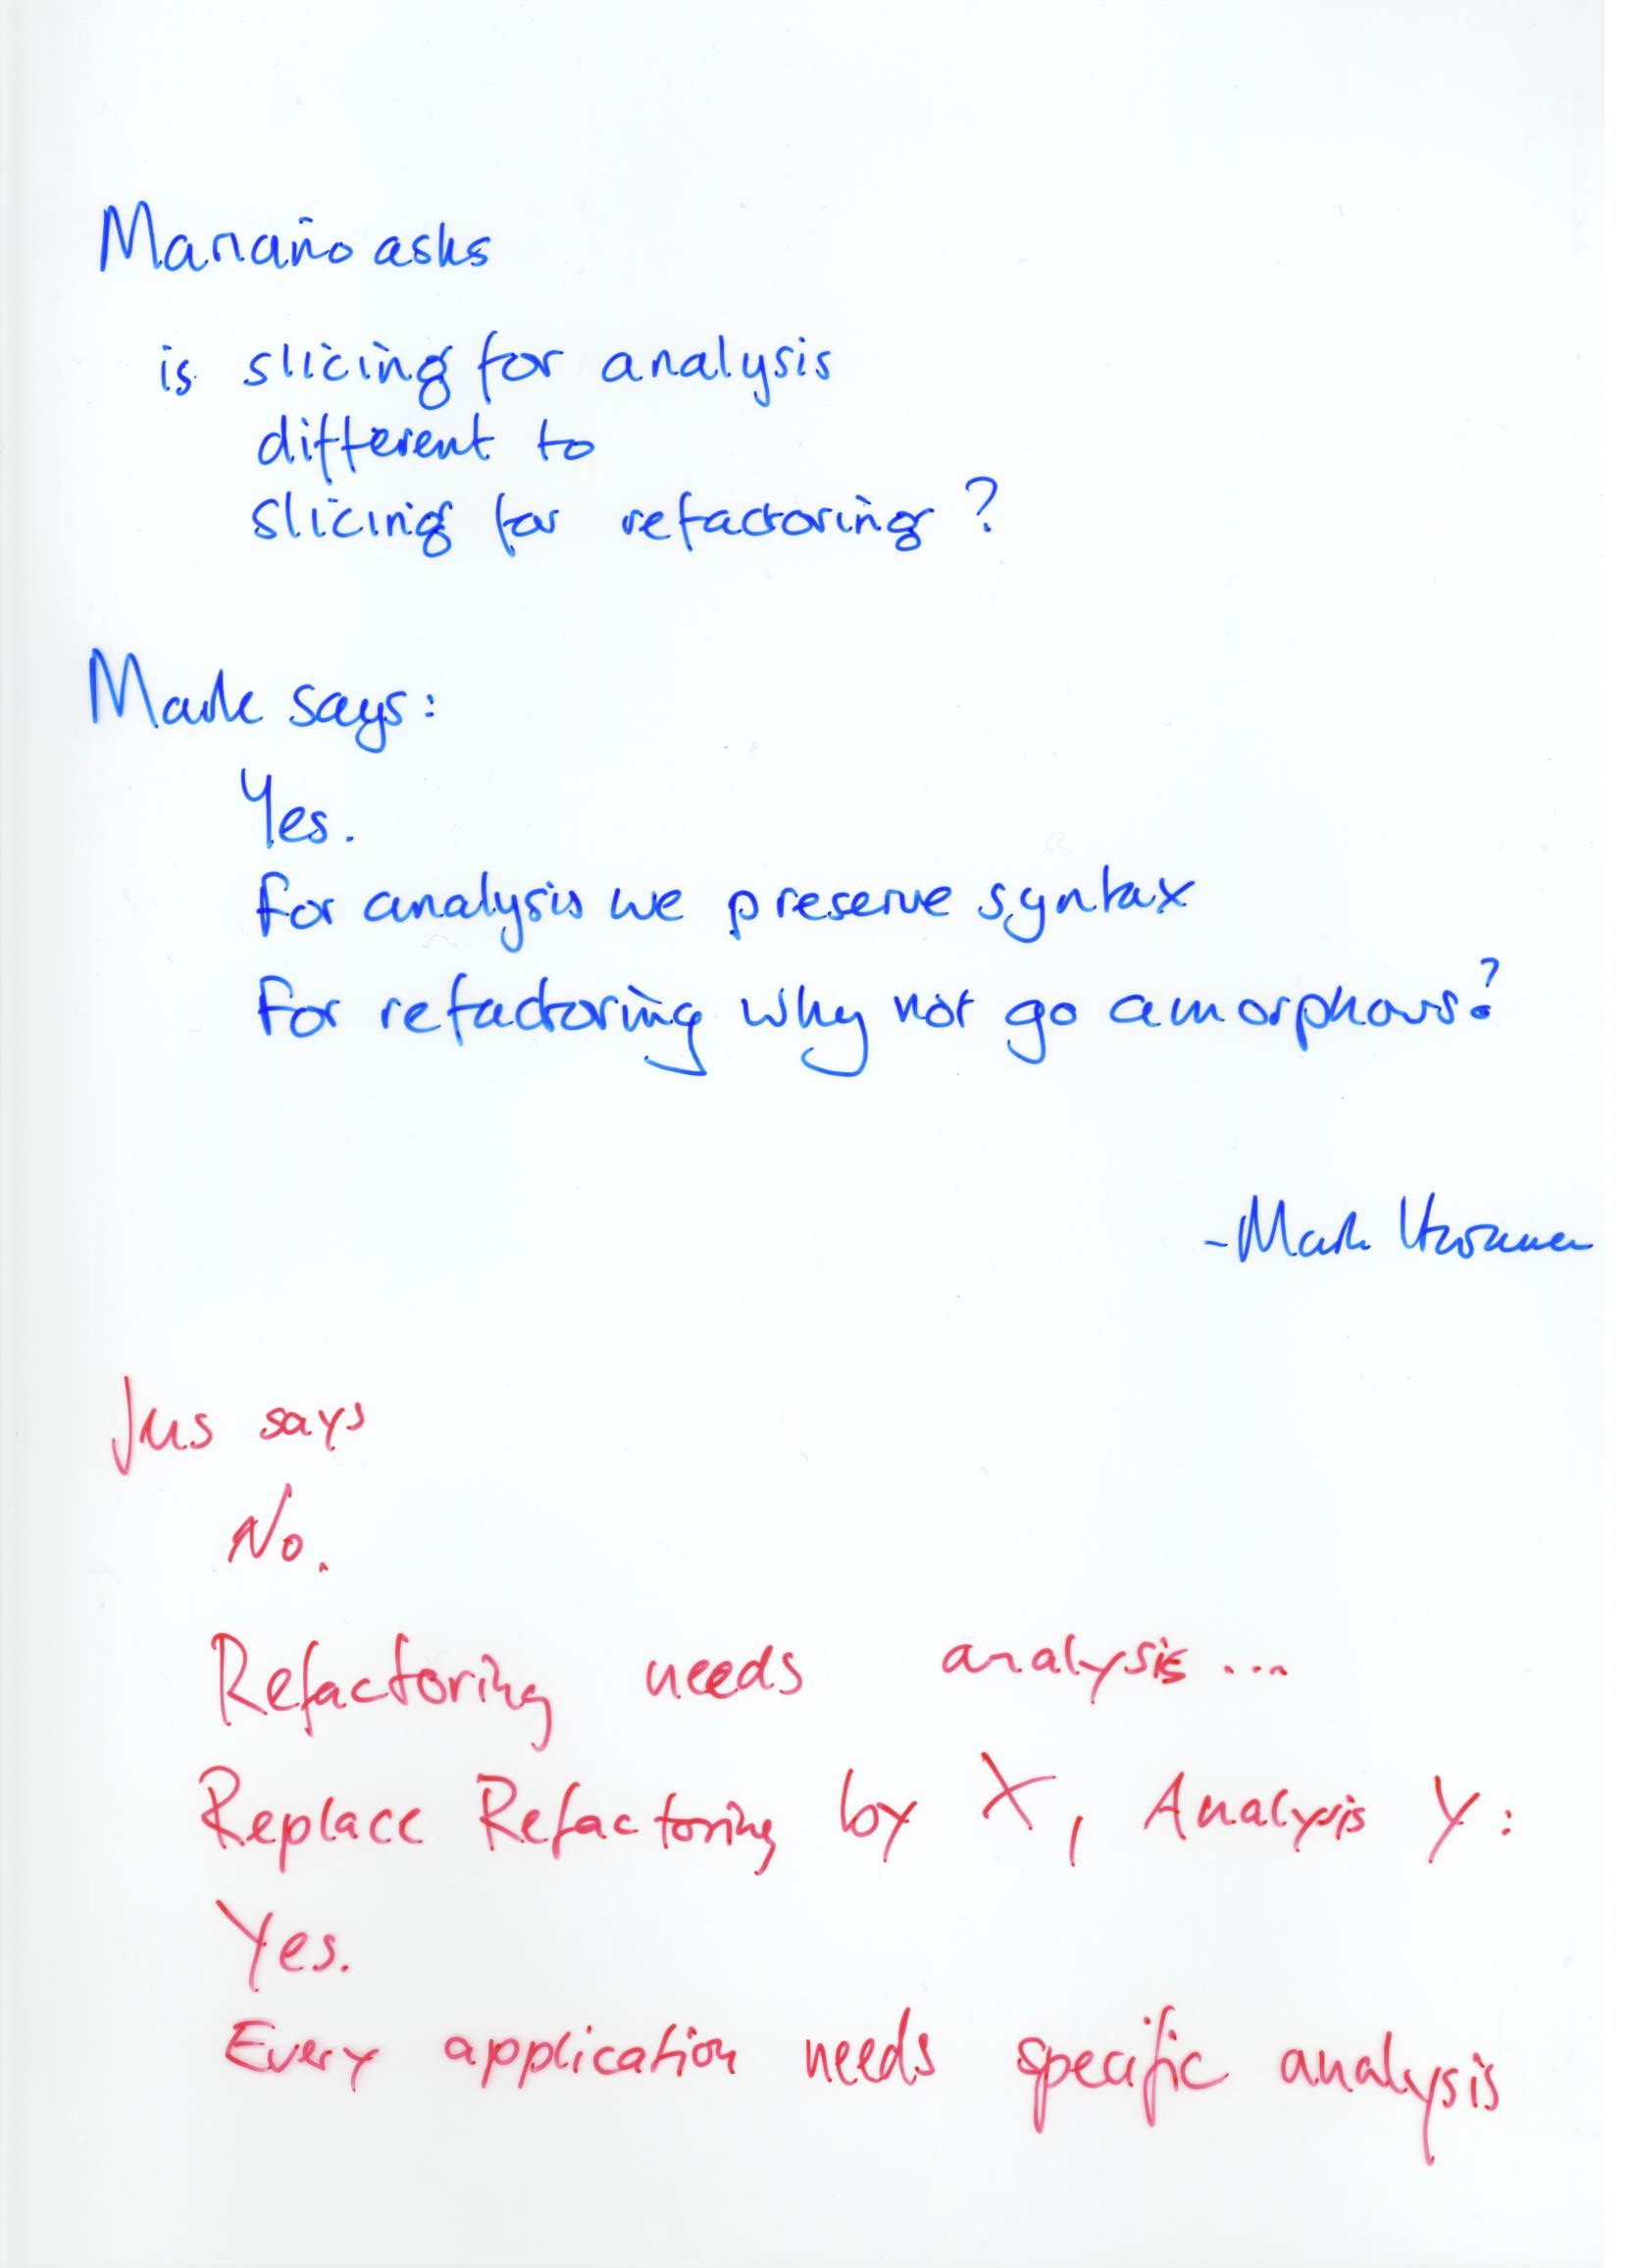 Mariano asks
is slicing for analysis
different to
slicing for refactoring?
Mark says:
Yes.
For analysis we preserve syntax
For refactoring why not go amorphous?
- Mark
Jens says
No.
Refactoring needs analysis...
Replace Refactoring by X, Analysis Y:
Yes.
Every application needs specific analysis